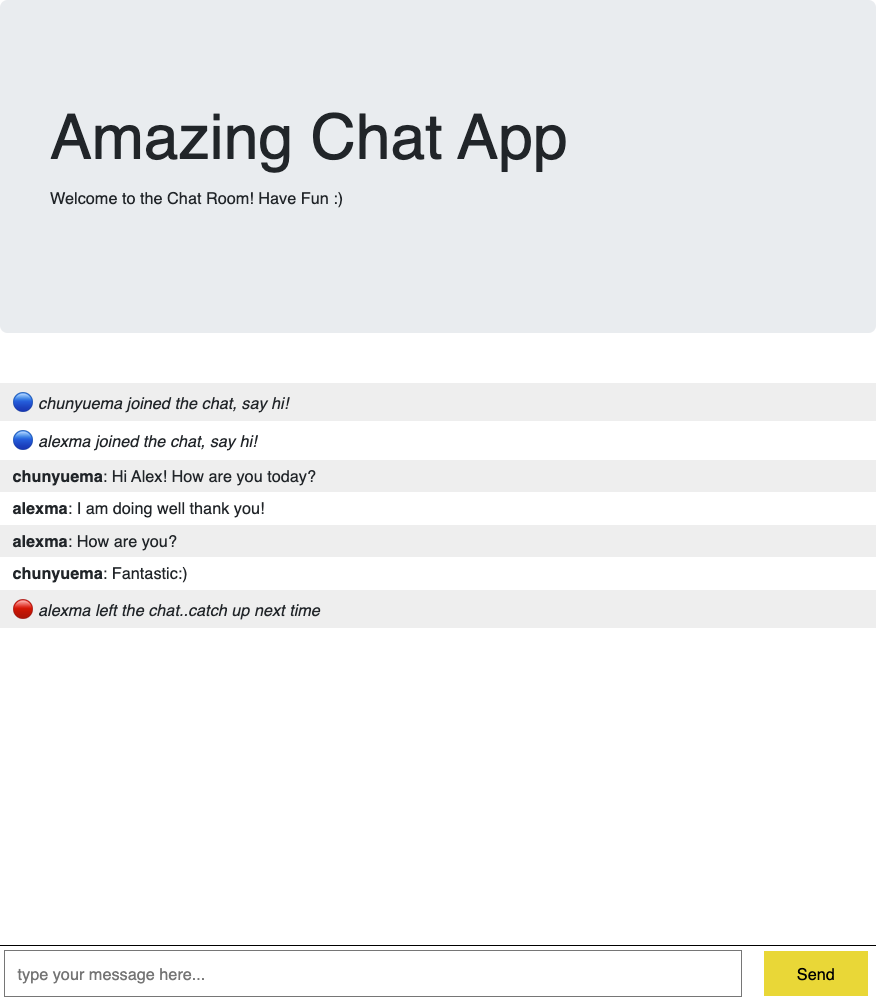 Amazing Chat App
Welcome to the Chat Room! Have Fun :)
🔵 chunyuema joined the chat, say hi!
🔵 alexma joined the chat, say hi!
chunyuema: Hi Alex! How are you today?
alexma: I am doing well thank you!
alexma: How are you?
chunyuema: Fantastic:)
🔴 alexma left the chat..catch up next time
type your message here...
Send